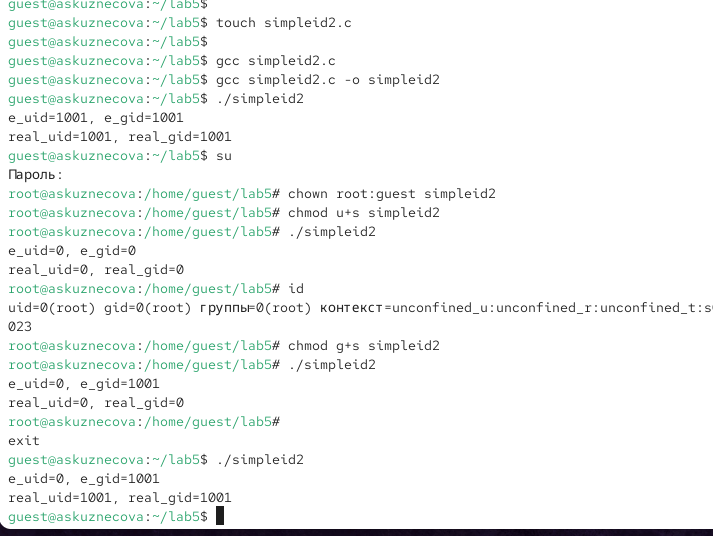 guest@askuznecova:~/lab5$
guest@askuznecova:~/lab5$ touch simpleid2.c
guest@askuznecova:~/lab5$
guest@askuznecova:~/lab5$ gcc simpleid2.c
guest@askuznecova:~/lab5$ gcc simpleid2.c -o simpleid2
guest@askuznecova:~/lab5$ ./simpleid2
e_uid=1001, e_gid=1001
real_uid=1001, real_gid=1001
guest@askuznecova:~/lab5$ su
Пароль:
root@askuznecova:/home/guest/lab5# chown root:guest simpleid2
root@askuznecova:/home/guest/lab5# chmod u+s simpleid2
root@askuznecova:/home/guest/lab5# ./simpleid2
e_uid=0, e_gid=0
real_uid=0, real_gid=0
root@askuznecova:/home/guest/lab5# id
uid=0(root) gid=0(root) группы=0(root) контекст=unconfined_u:unconfined_r:unconfined_t:s
023
root@askuznecova:/home/guest/lab5# chmod g+s simpleid2
root@askuznecova:/home/guest/lab5# ./simpleid2
e_uid=0, e_gid=1001
real_uid=0, real_gid=0
root@askuznecova:/home/guest/lab5#
exit
guest@askuznecova:~/lab5$ ./simpleid2
e_uid=0, e_gid=1001
real_uid=1001, real_gid=1001
guest@askuznecova:~/lab5$